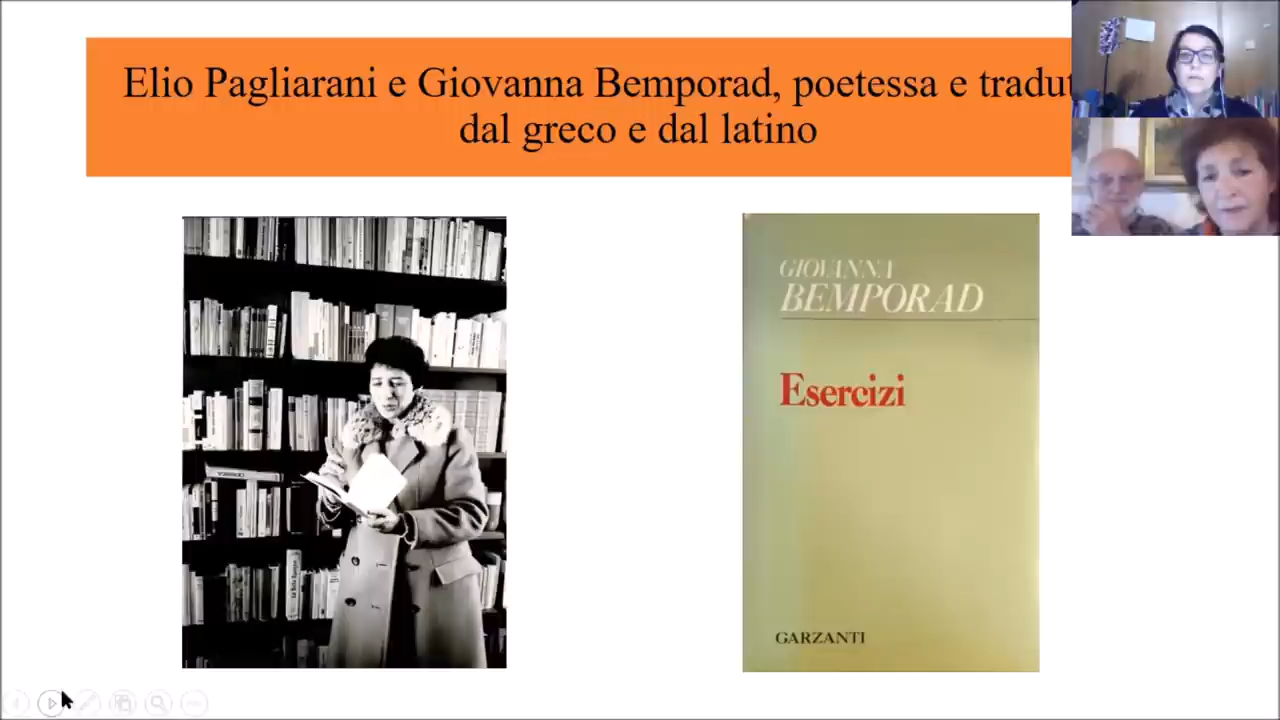 Elio Pagliarani e Giovanna Bemporad, poetessa e tradut
dal greco e dal latino
GIOVANNA
BEMPORAD
Esercizi
GARZANTI